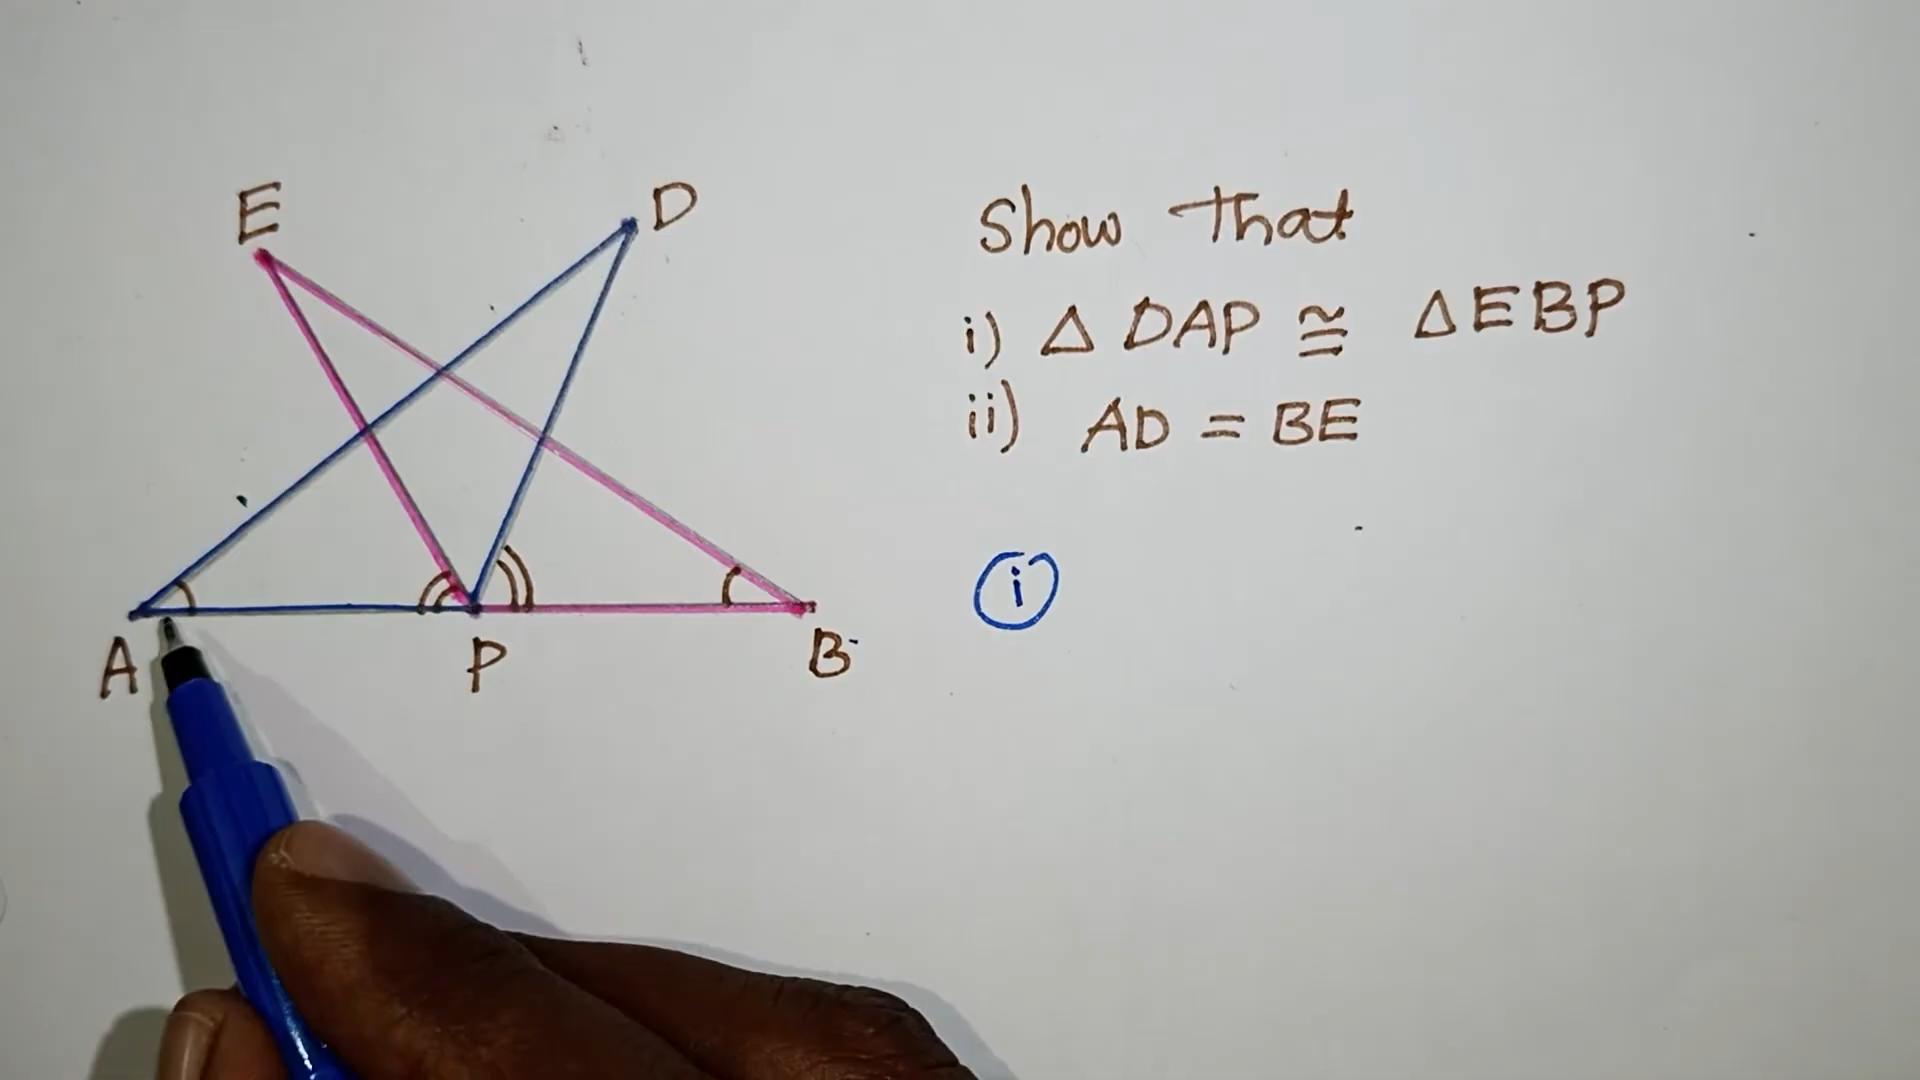 E
D
A
P
B
Show That
i) △ DAP ≅ △EBP
ii) AD = BE
i